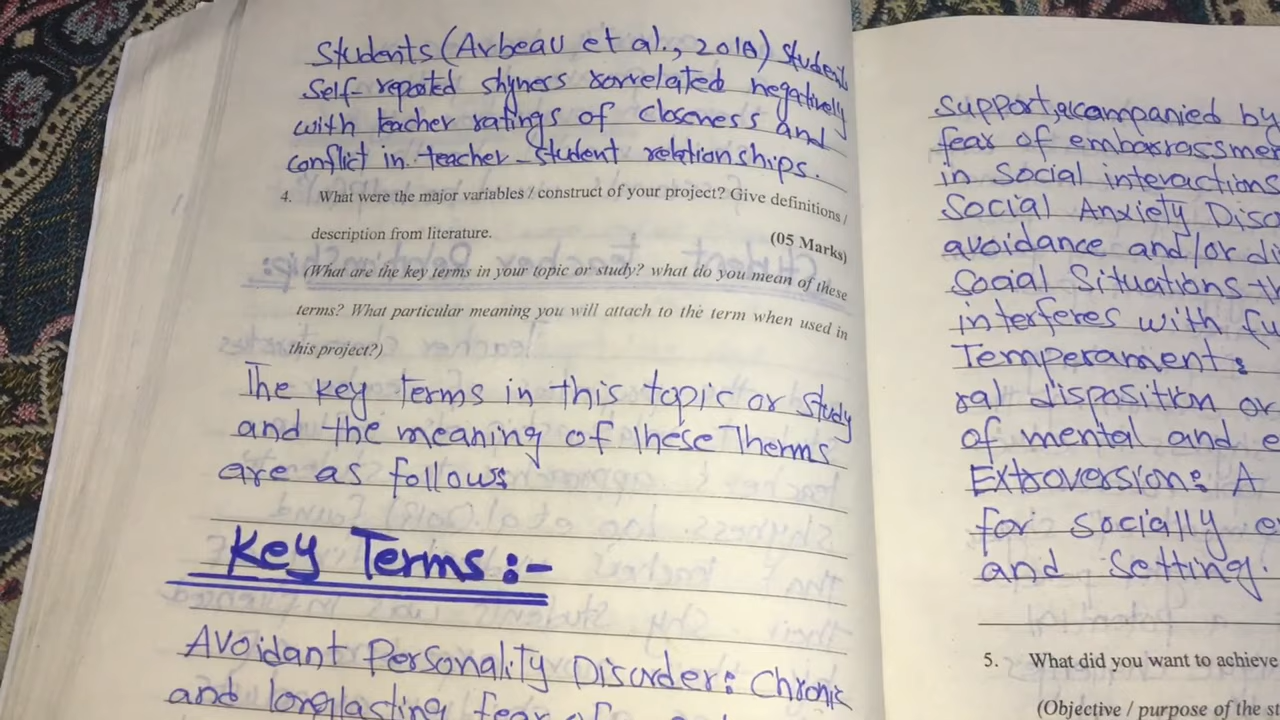 Students (Arbeau et al., 2010) Student
Self-reported shyness correlated negatively
with teacher ratings of closeness and
conflict in teacher-student relationships.
4. What were the major variables / construct of your project? Give definitions /
description from literature. (05 Marks)
(What are the key terms in your topic or study? what do you mean of these
terms? What particular meaning you will attach to the term when used in
this project?)
The key Terms in this topic or study
and the meaning of these Therms
are as follows
Key Terms :-
Avoidant Personality Disorder: Chronic
and longlasting fear of
support, accompanied by
fear of embarrassmen
in Social interactions
Social Anxiety Diso
avoidance and/or di
Social Situations th
interferes with fu
Temperament:
ral disposition or
of mental and e
Extroversion: A
for socially e
and setting.
5. What did you want to achieve
(Objective / purpose of the st